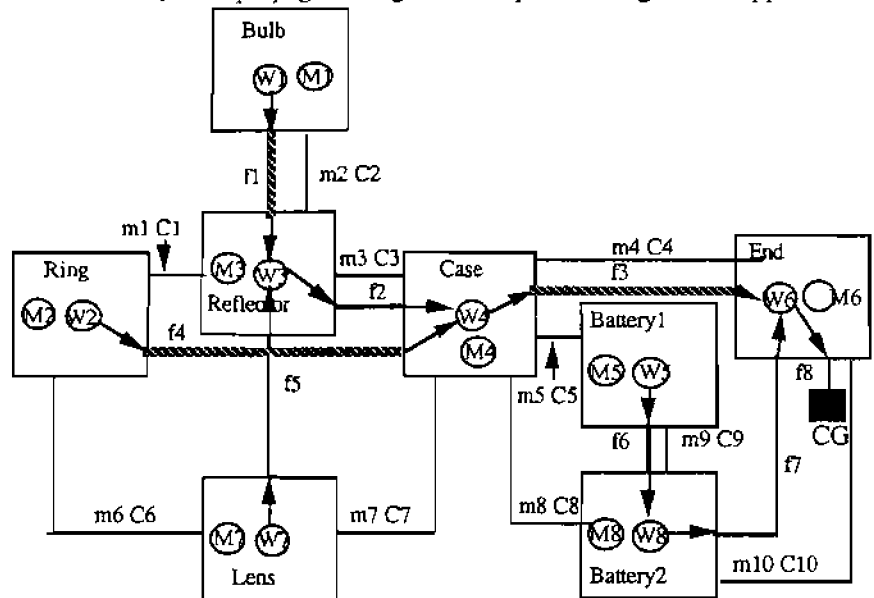 Bulb
W1 M1
f1 m2 C2
m1 C1
Ring
M2 W2
M3 W3
Reflector
m3 C3
f2
Case
W4
M4
m4 C4
f3
End
W6 M6
f4
f5
Battery1
M5 W5
m5 C5
f8
CG
f6 m9 C9
f7
m6 C6
M7 W7
Lens
m7 C7
m8 C8
M8 W8
Battery2
m10 C10